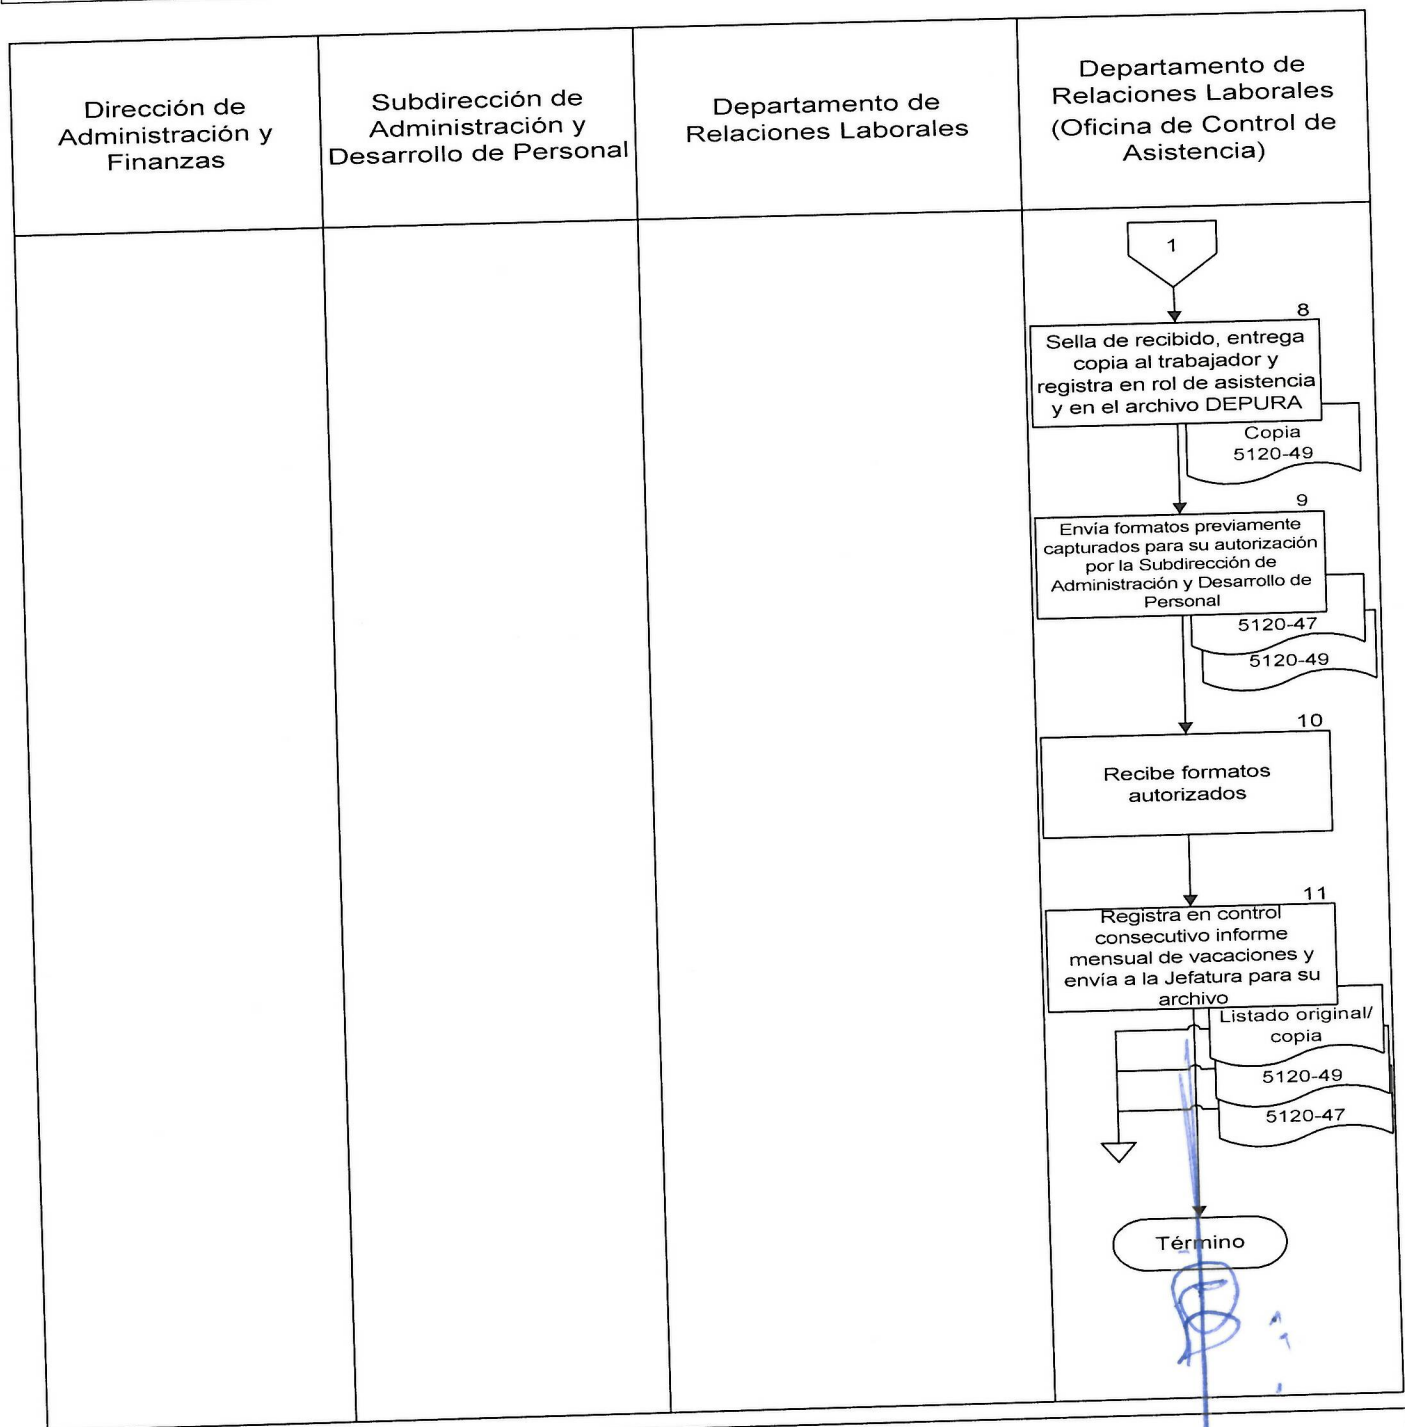 Dirección de
Administración y
Finanzas
Subdirección de
Administración y
Desarrollo de Personal
Departamento de
Relaciones Laborales
Departamento de
Relaciones Laborales
(Oficina de Control de
Asistencia)
1
8
Sella de recibido, entrega
copia al trabajador y
registra en rol de asistencia
y en el archivo DEPURA
Copia
5120-49
9
Envía formatos previamente
capturados para su autorización
por la Subdirección de
Administración y Desarrollo de
Personal
5120-47
5120-49
10
Recibe formatos
autorizados
11
Registra en control
consecutivo informe
mensual de vacaciones y
envía a la Jefatura para su
archivo
Listado original/
copia
5120-49
5120-47
Término